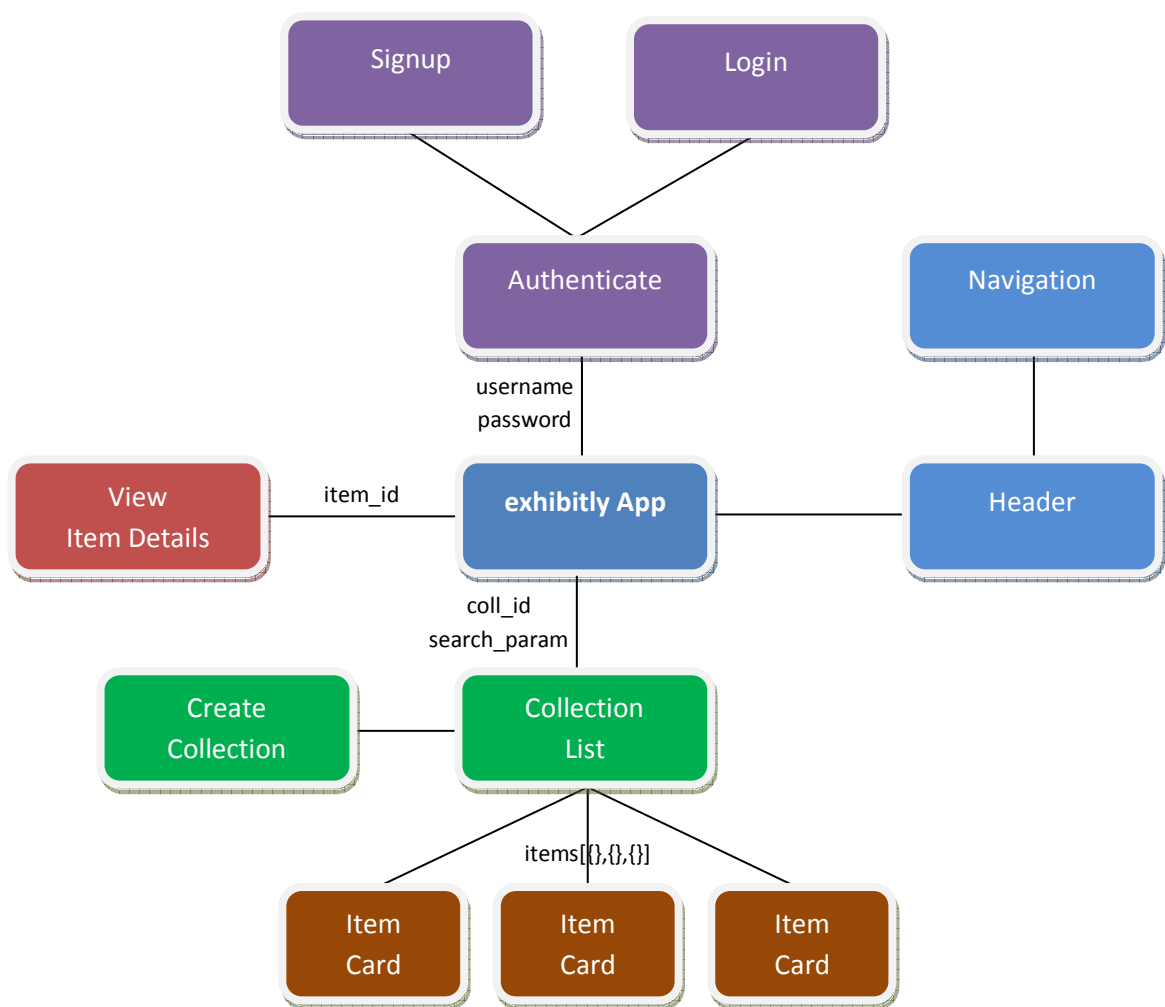 Signup
Login
Authenticate
Navigation
username
password
View
Item Details
item_id
exhibitly App
Header
coll_id
search_param
Create
Collection
Collection
List
items[{},{},{}]
Item
Card
Item
Card
Item
Card